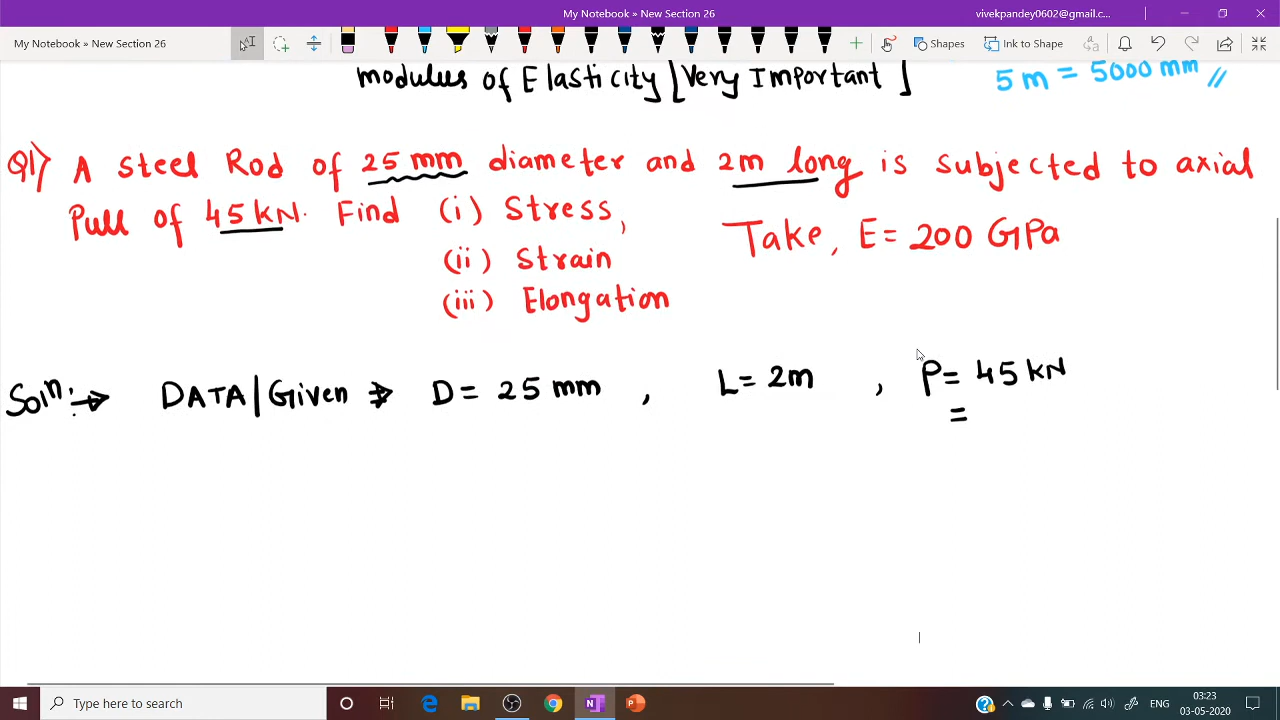 My Notebook » New Section 26
vivekpandey0602@gmail.c...
My Notebook » New Section 26
Shapes
Ink to Shape
modulus of Elasticity [Very Important]
5 m = 5000 mm //
Q1) A steel Rod of 25 mm diameter and 2m long is subjected to axial
Pull of 45 kN. Find (i) Stress,
Take, E = 200 GPa
(ii) Strain
(iii) Elongation
Soln: → DATA|Given → D = 25 mm , L = 2m , P = 45 kN
=
Type here to search
ENG
03:23
03-05-2020